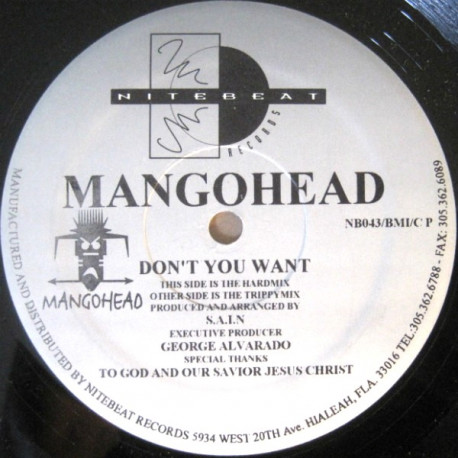 NITEBEAT
RECORDS
MANGOHEAD
NB043/BMI/C P
MANGOHEAD
DON'T YOU WANT
THIS SIDE IS THE HARDMIX
OTHER SIDE IS THE TRIPPYMIX
PRODUCED AND ARRANGED BY
S.A.I.N
EXECUTIVE PRODUCER
GEORGE ALVARADO
SPECIAL THANKS
TO GOD AND OUR SAVIOR JESUS CHRIST
MANUFACTURED AND DISTRIBUTED BY NITEBEAT RECORDS 5934 WEST 20TH Ave. HIALEAH, FLA. 33016 TEL:305.362.6788 - FAX: 305.362.6089